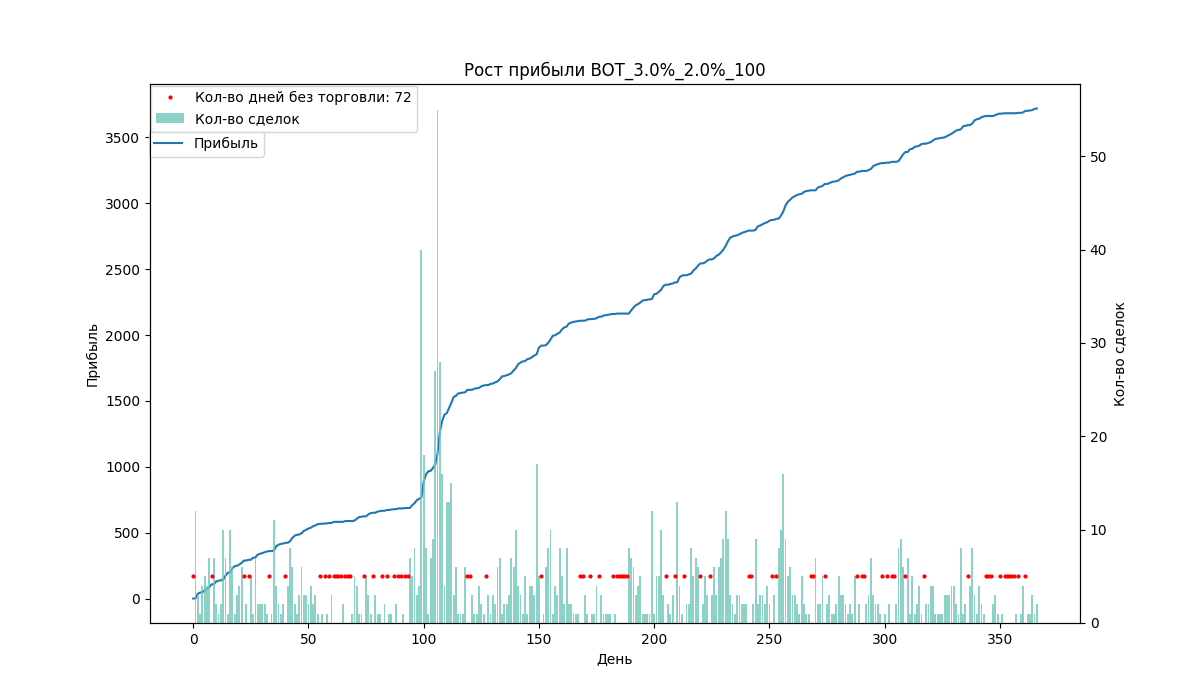 Рост прибыли BOT_3.0%_2.0%_100
Кол-во дней без торговли: 72
Кол-во сделок
Прибыль
3500
3000
2500
2000
1500
1000
500
0
Прибыль
50
40
30
20
10
0
Кол-во сделок
0 50 100 150 200 250 300 350
День